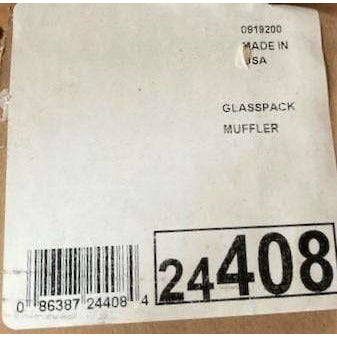 0919200
MADE IN
USA
GLASSPACK
MUFFLER
24408
0 86387 24408 4